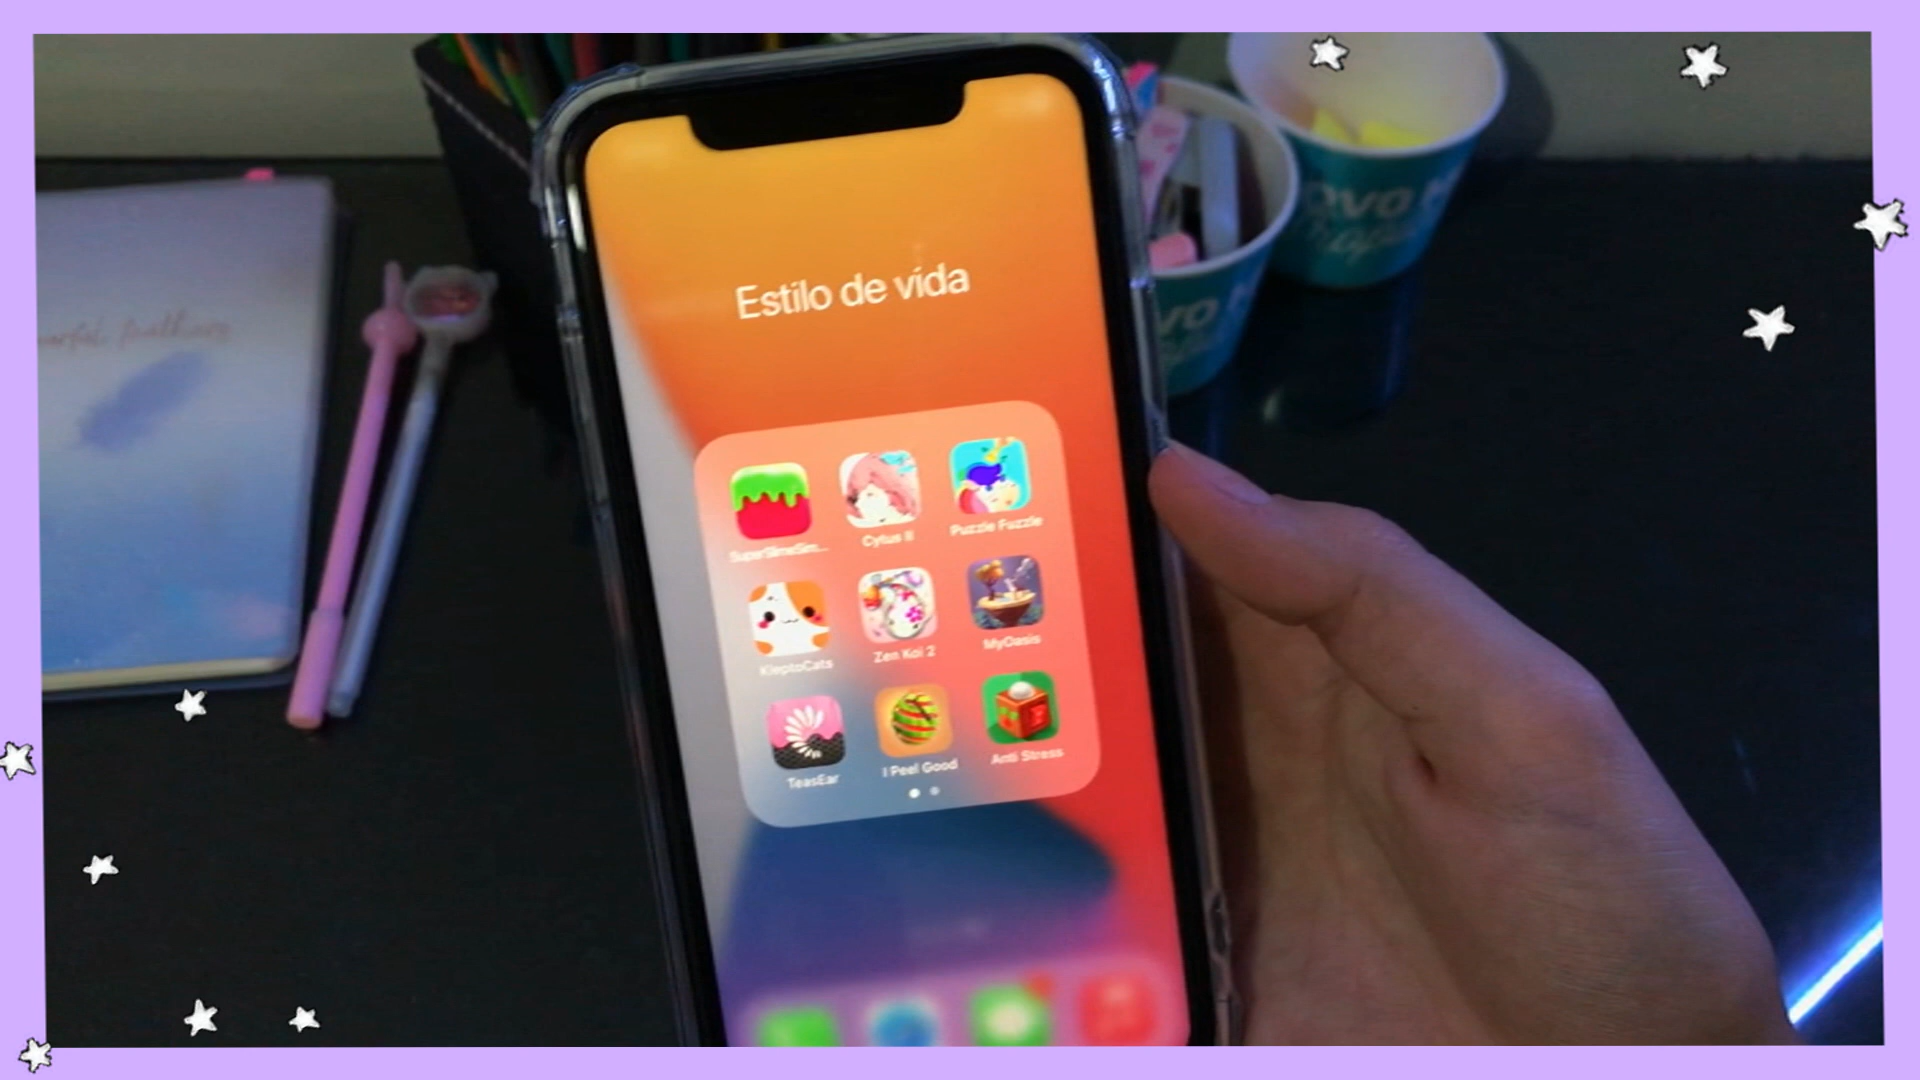 Estilo de vida
SuperSlimeSim...
Cytus II
Puzzle Fuzzle
KleptoCats
Zen Koi 2
MyOasis
TeasEar
I Peel Good
Anti Stress